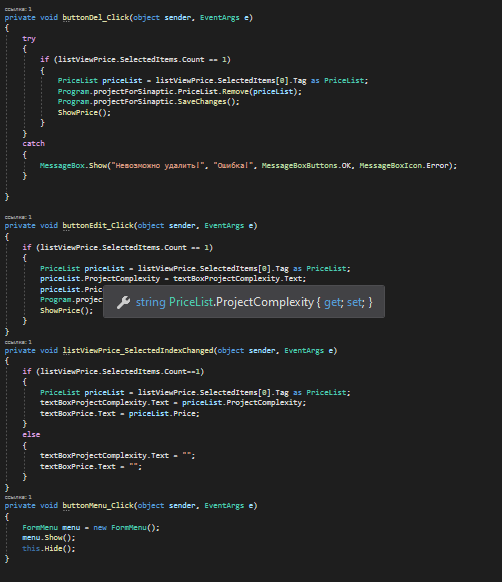 ссылка: 1
private void buttonDel_Click(object sender, EventArgs e)
{
try
{
if (listViewPrice.SelectedItems.Count == 1)
{
PriceList priceList = listViewPrice.SelectedItems[0].Tag as PriceList;
Program.projectForSinaptic.PriceList.Remove(priceList);
Program.projectForSinaptic.SaveChanges();
ShowPrice();
}
}
catch
{
MessageBox.Show("Невозможно удалить!", "Ошибка!", MessageBoxButtons.OK, MessageBoxIcon.Error);
}
}
ссылка: 1
private void buttonEdit_Click(object sender, EventArgs e)
{
if (listViewPrice.SelectedItems.Count == 1)
{
PriceList priceList = listViewPrice.SelectedItems[0].Tag as PriceList;
priceList.ProjectComplexity = textBoxProjectComplexity.Text;
priceList.Pric
string PriceList.ProjectComplexity { get; set; }
Program.projec
ShowPrice();
}
}
ссылка: 1
private void listViewPrice_SelectedIndexChanged(object sender, EventArgs e)
{
if (listViewPrice.SelectedItems.Count==1)
{
PriceList priceList = listViewPrice.SelectedItems[0].Tag as PriceList;
textBoxProjectComplexity.Text = priceList.ProjectComplexity;
textBoxPrice.Text = priceList.Price;
}
else
{
textBoxProjectComplexity.Text = "";
textBoxPrice.Text = "";
}
}
ссылка: 1
private void buttonMenu_Click(object sender, EventArgs e)
{
FormMenu menu = new FormMenu();
menu.Show();
this.Hide();
}